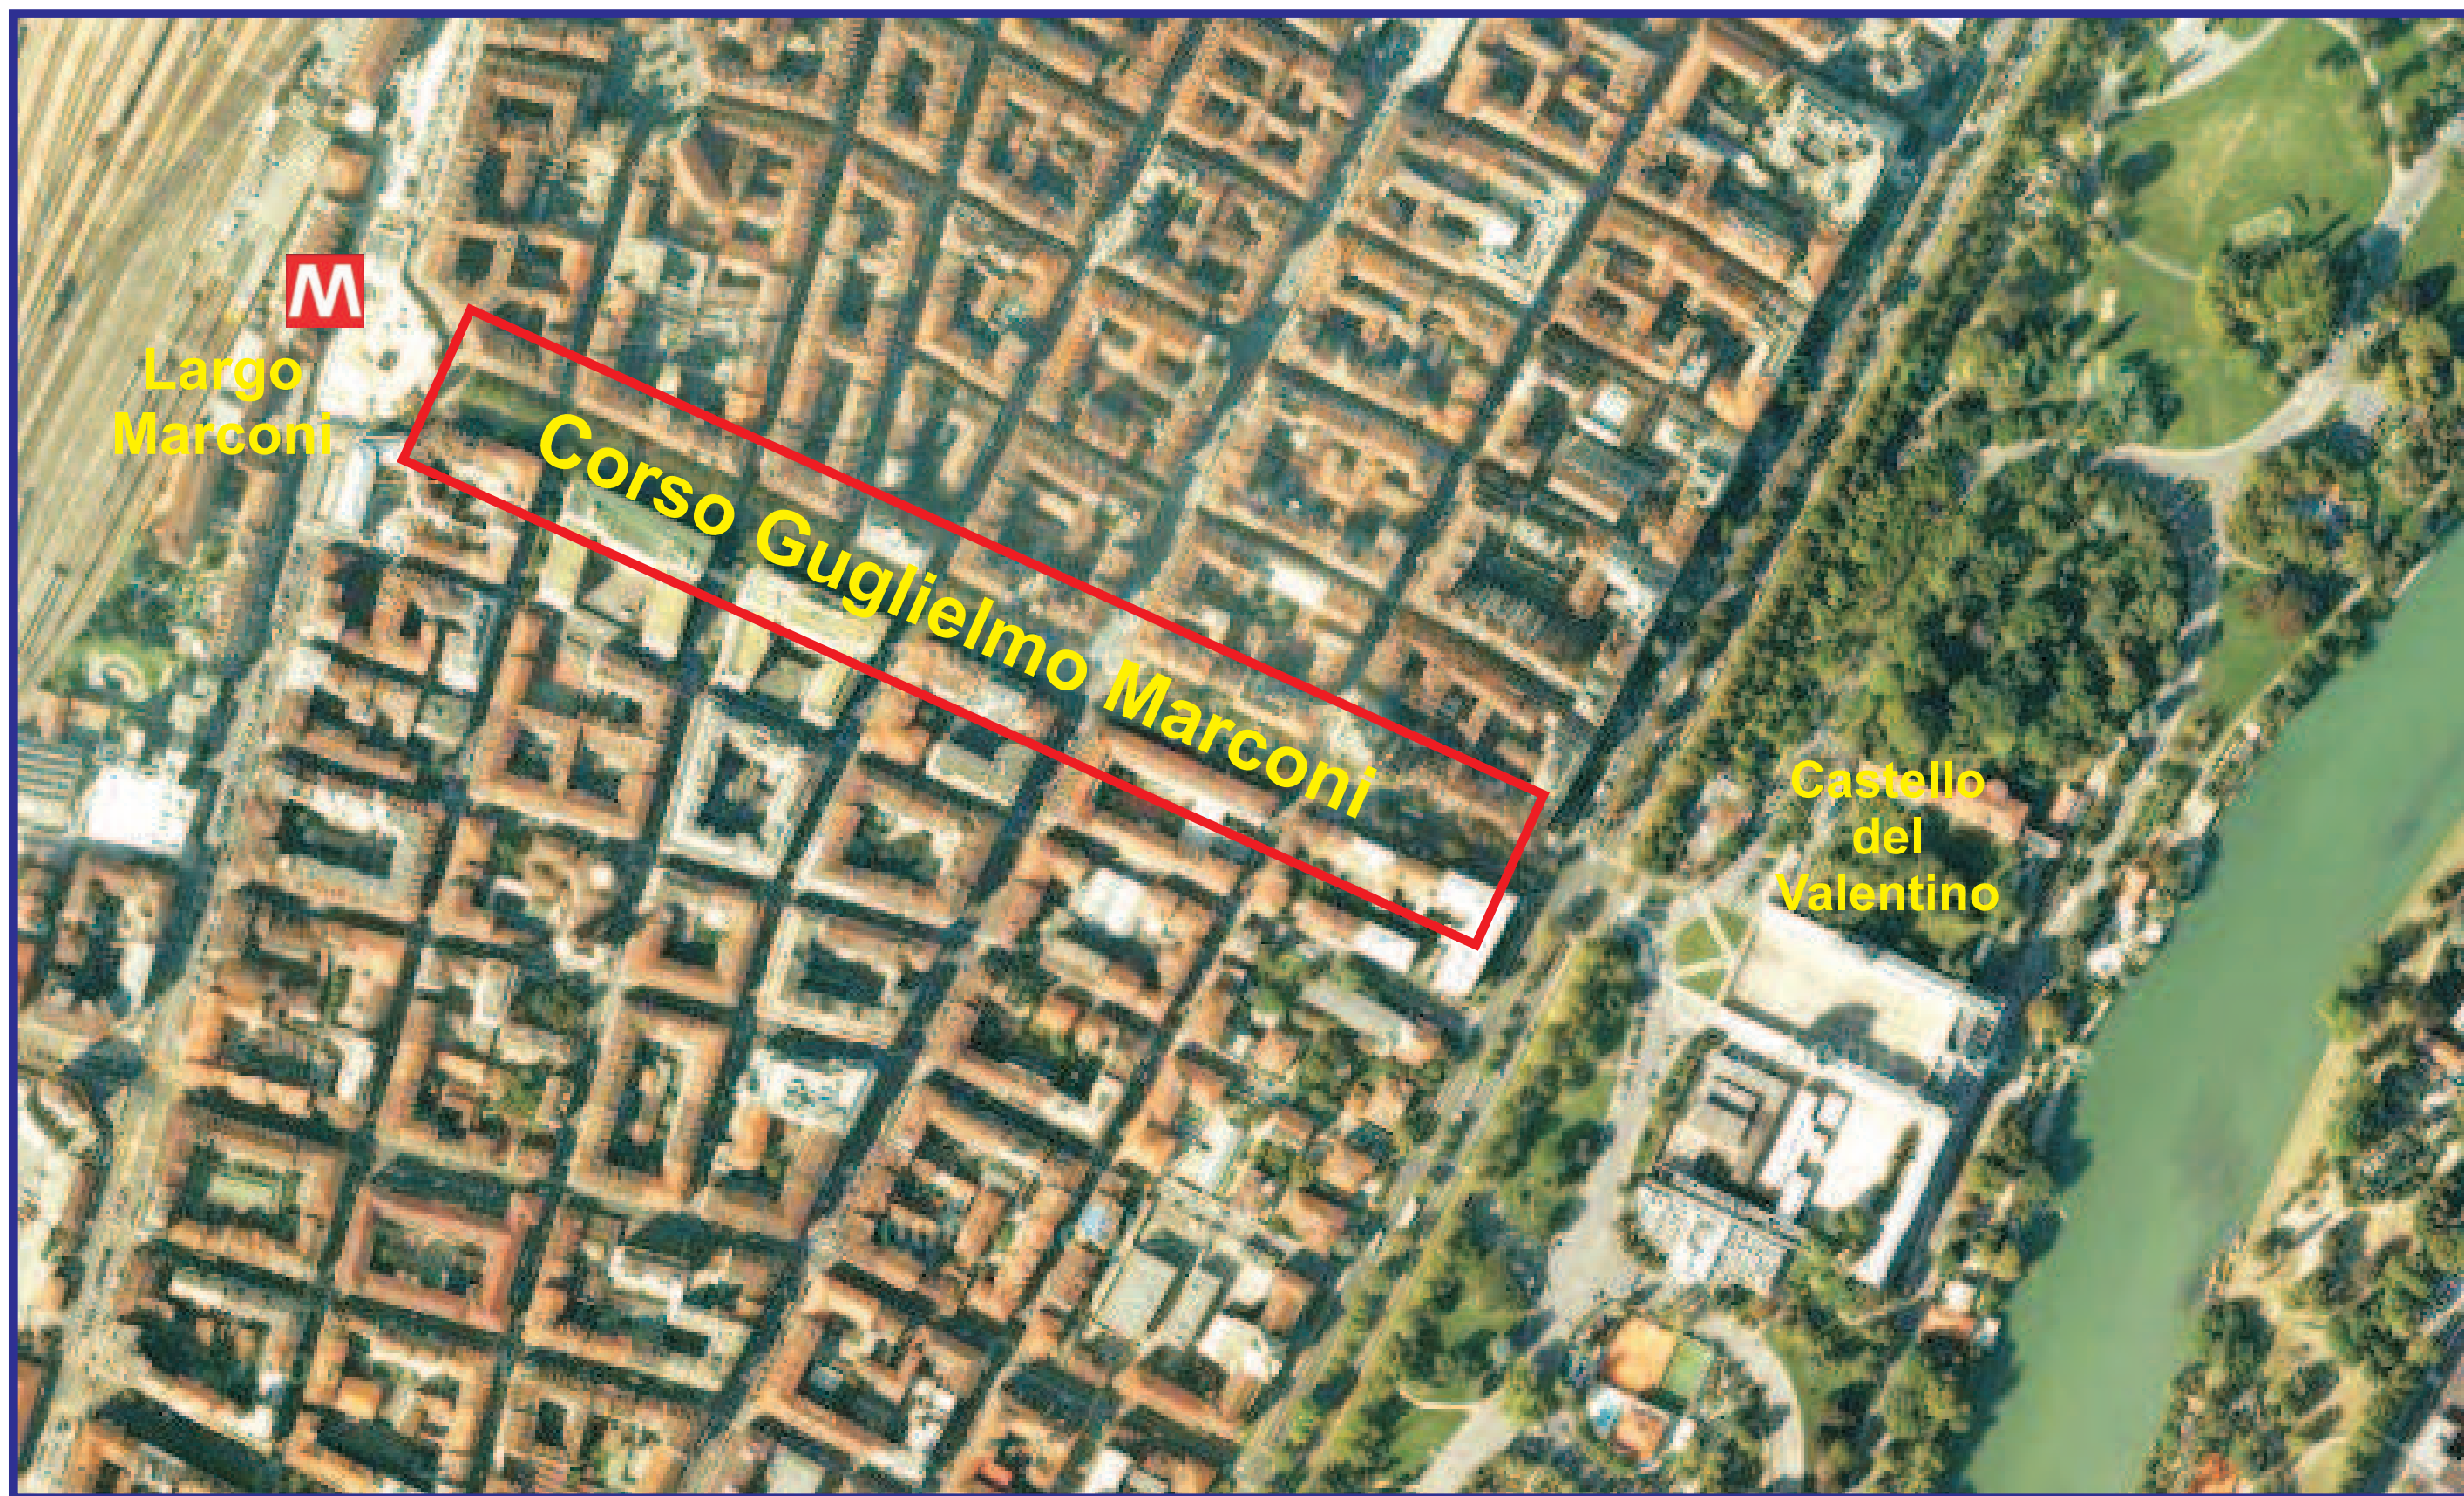 M
Largo
Marconi
Corso Guglielmo Marconi
Castello
del
Valentino